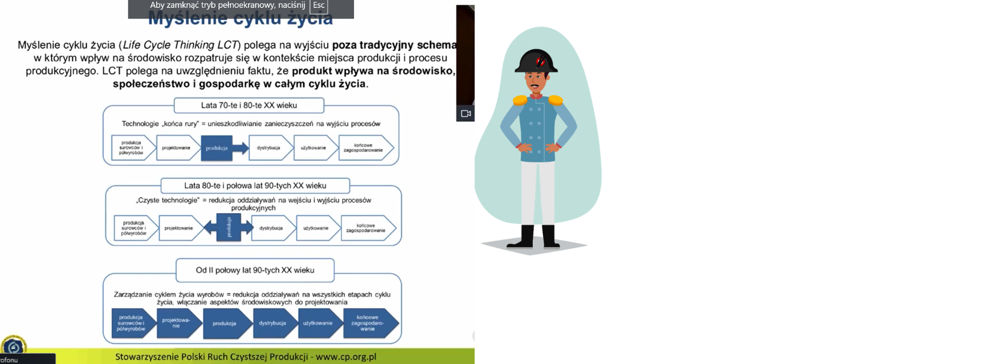 Aby zamknąć tryb pełnoekranowy, naciśnij Esc
Myślenie cyklu życia
Myślenie cyklu życia (Life Cycle Thinking LCT) polega na wyjściu poza tradycyjny schema
w którym wpływ na środowisko rozpatruje się w kontekście miejsca produkcji i procesu
produkcyjnego. LCT polega na uwzględnieniu faktu, że produkt wpływa na środowisko,
społeczeństwo i gospodarkę w całym cyklu życia.
Lata 70-te i 80-te XX wieku
Technologie „końca rury" = unieszkodliwianie zanieczyszczeń na wyjściu procesów
produkcja
surowców i
półwyrobów
projektowanie
produkcja
dystrybucja
użytkowanie
końcowe
zagospodarowanie
Lata 80-te i połowa lat 90-tych XX wieku
„Czyste technologie" = redukcja oddziaływań na wejściu i wyjściu procesów
produkcyjnych
produkcja
surowców i
półwyrobów
projektowanie
produkcja
dystrybucja
użytkowanie
końcowe
zagospodarowanie
Od II połowy lat 90-tych XX wieku
Zarządzanie cyklem życia wyrobów = redukcja oddziaływań na wszystkich etapach cyklu
życia, włączanie aspektów środowiskowych do projektowania
produkcja
surowców i
półwyrobów
projektowa-
nie
produkcja
dystrybucja
użytkowanie
końcowe
zagospodaro-
wanie
Stowarzyszenie Polski Ruch Czystszej Produkcji - www.cp.org.pl
ofonu